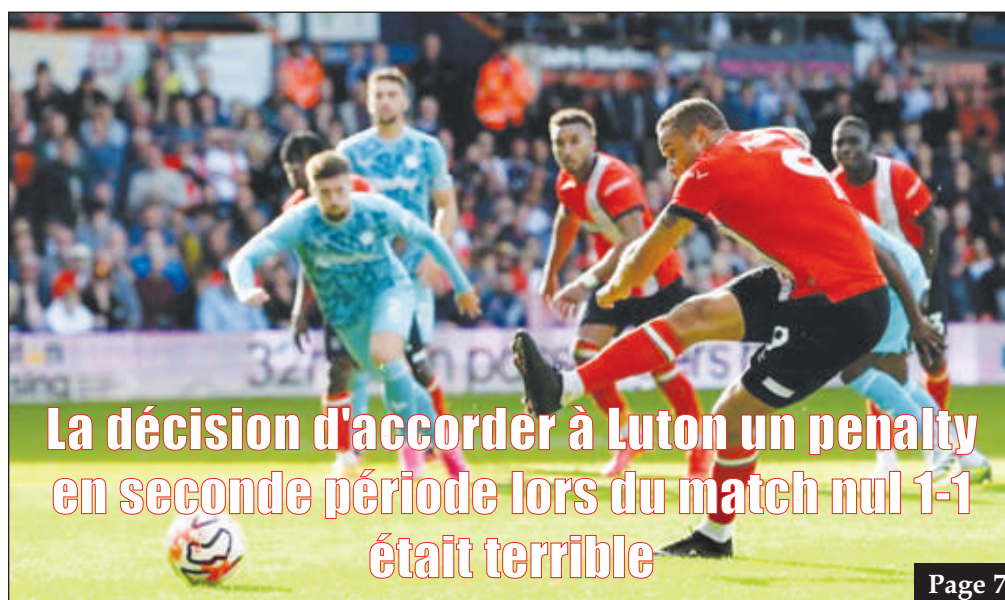 La décision d'accorder à Luton un penalty
en seconde période lors du match nul 1-1
était terrible
Page 7